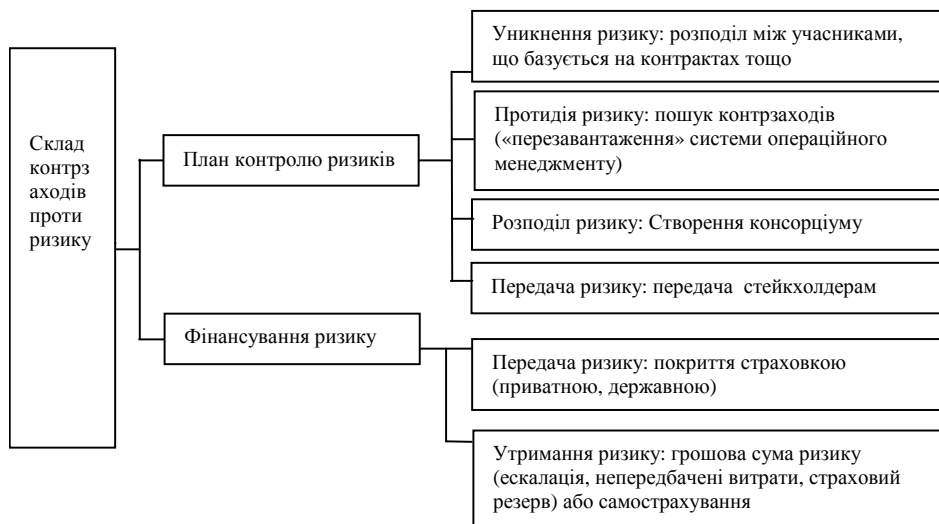 Склад
контрз
аходів
проти
ризику
План контролю ризиків
Уникнення ризику: розподіл між учасниками,
що базується на контрактах тощо
Протидія ризику: пошук контрзаходів
(«перезавантаження» системи операційного
менеджменту)
Розподіл ризику: Створення консорціуму
Передача ризику: передача стейкхолдерам
Фінансування ризику
Передача ризику: покриття страховкою
(приватною, державною)
Утримання ризику: грошова сума ризику
(ескалація, непередбачені витрати, страховий
резерв) або самострахування